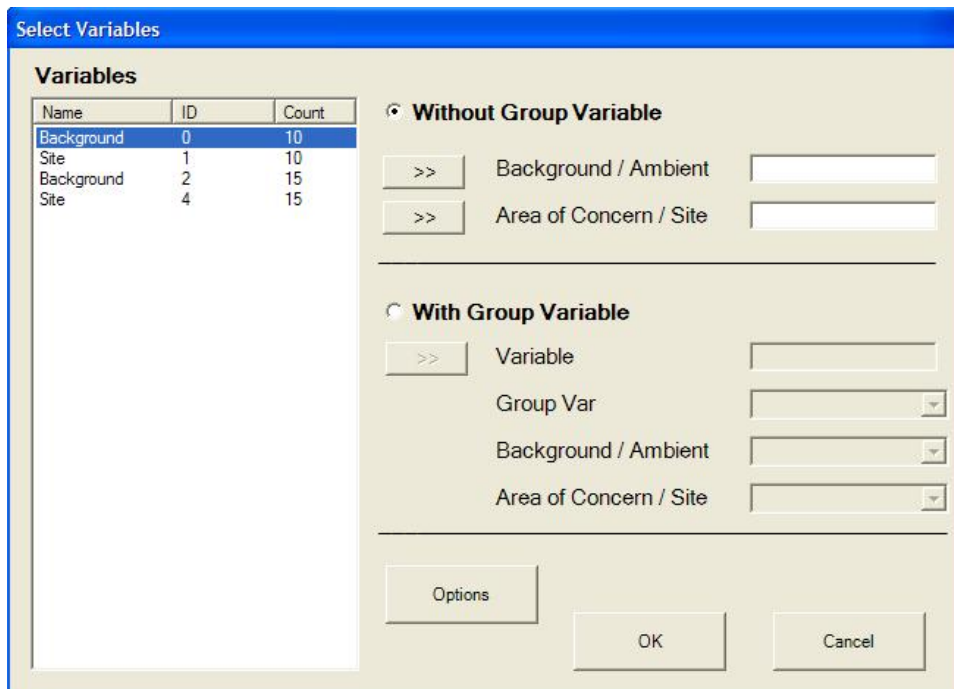 Select Variables
Variables
Name ID Count
Background 0 10
Site 1 10
Background 2 15
Site 4 15
Without Group Variable
>> Background / Ambient
>> Area of Concern / Site
With Group Variable
>> Variable
Group Var
Background / Ambient
Area of Concern / Site
Options
OK
Cancel